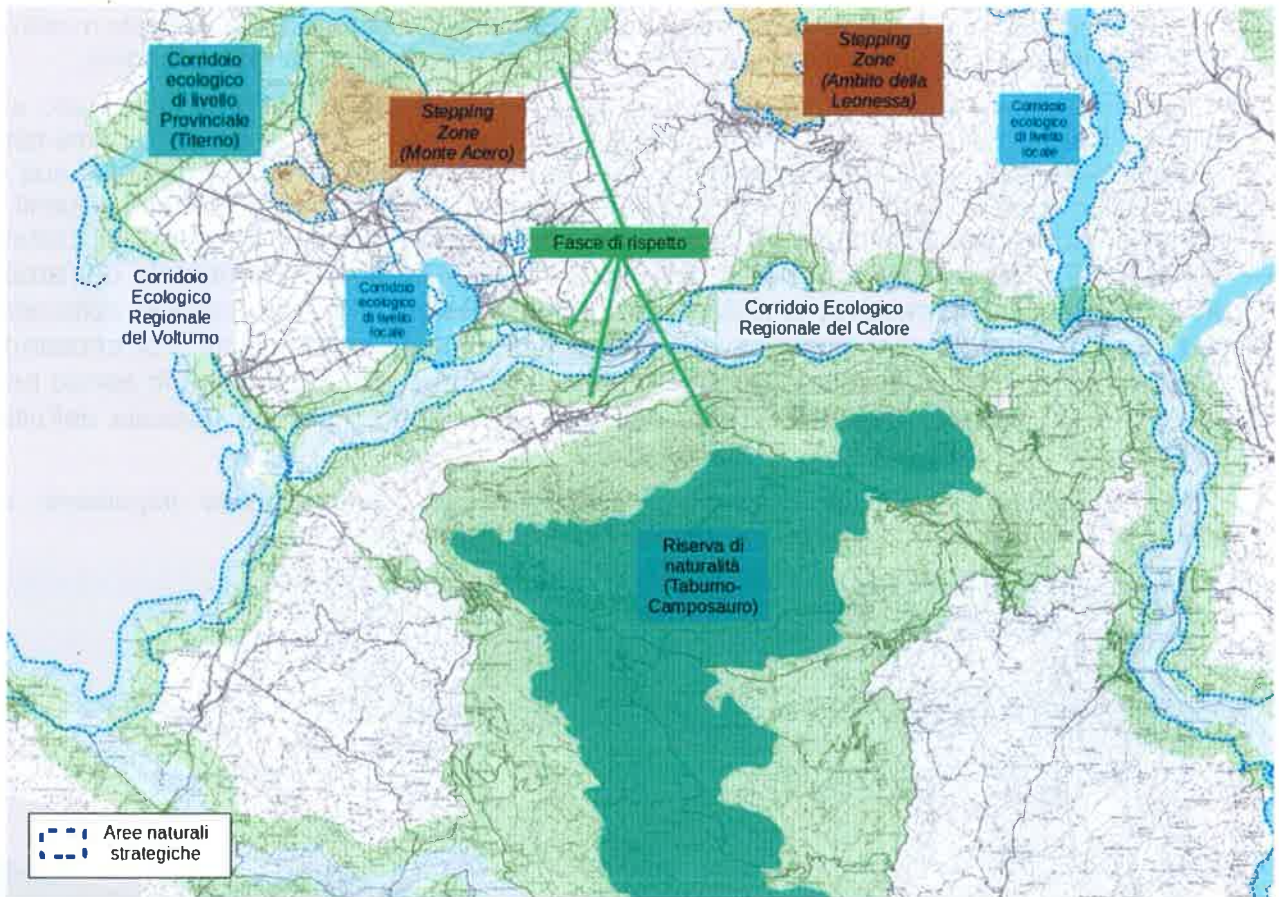 Corridoio
ecologico
di livello
Provinciale
(Titerno)
Stepping
Zone
(Monte Acero)
Stepping
Zone
(Ambito della
Leonessa)
Corridoio
ecologico
di livello
locale
Fasce di rispetto
Corridoio
Ecologico
Regionale
del Volturno
Corridoio
ecologico
di livello
locale
Corridoio Ecologico
Regionale del Calore
Riserva di
naturalità
(Taburno-
Camposauro)
Aree naturali
strategiche